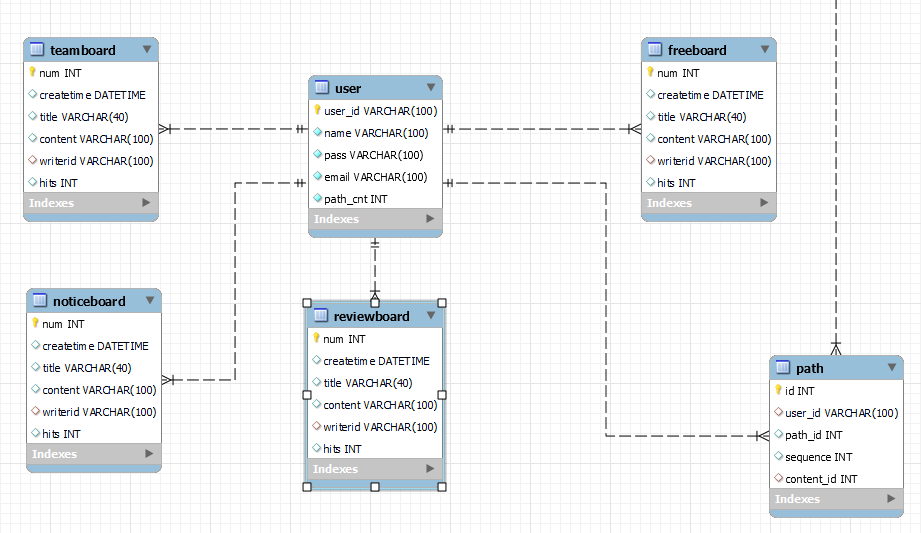 teamboard
num INT
createtime DATETIME
title VARCHAR(40)
content VARCHAR(100)
writerid VARCHAR(100)
hits INT
Indexes
user
user_id VARCHAR(100)
name VARCHAR(100)
pass VARCHAR(100)
email VARCHAR(100)
path_cnt INT
Indexes
freeboard
num INT
createtime DATETIME
title VARCHAR(40)
content VARCHAR(100)
writerid VARCHAR(100)
hits INT
Indexes
noticeboard
num INT
createtime DATETIME
title VARCHAR(40)
content VARCHAR(100)
writerid VARCHAR(100)
hits INT
Indexes
reviewboard
num INT
createtime DATETIME
title VARCHAR(40)
content VARCHAR(100)
writerid VARCHAR(100)
hits INT
Indexes
path
id INT
user_id VARCHAR(100)
path_id INT
sequence INT
content_id INT
Indexes